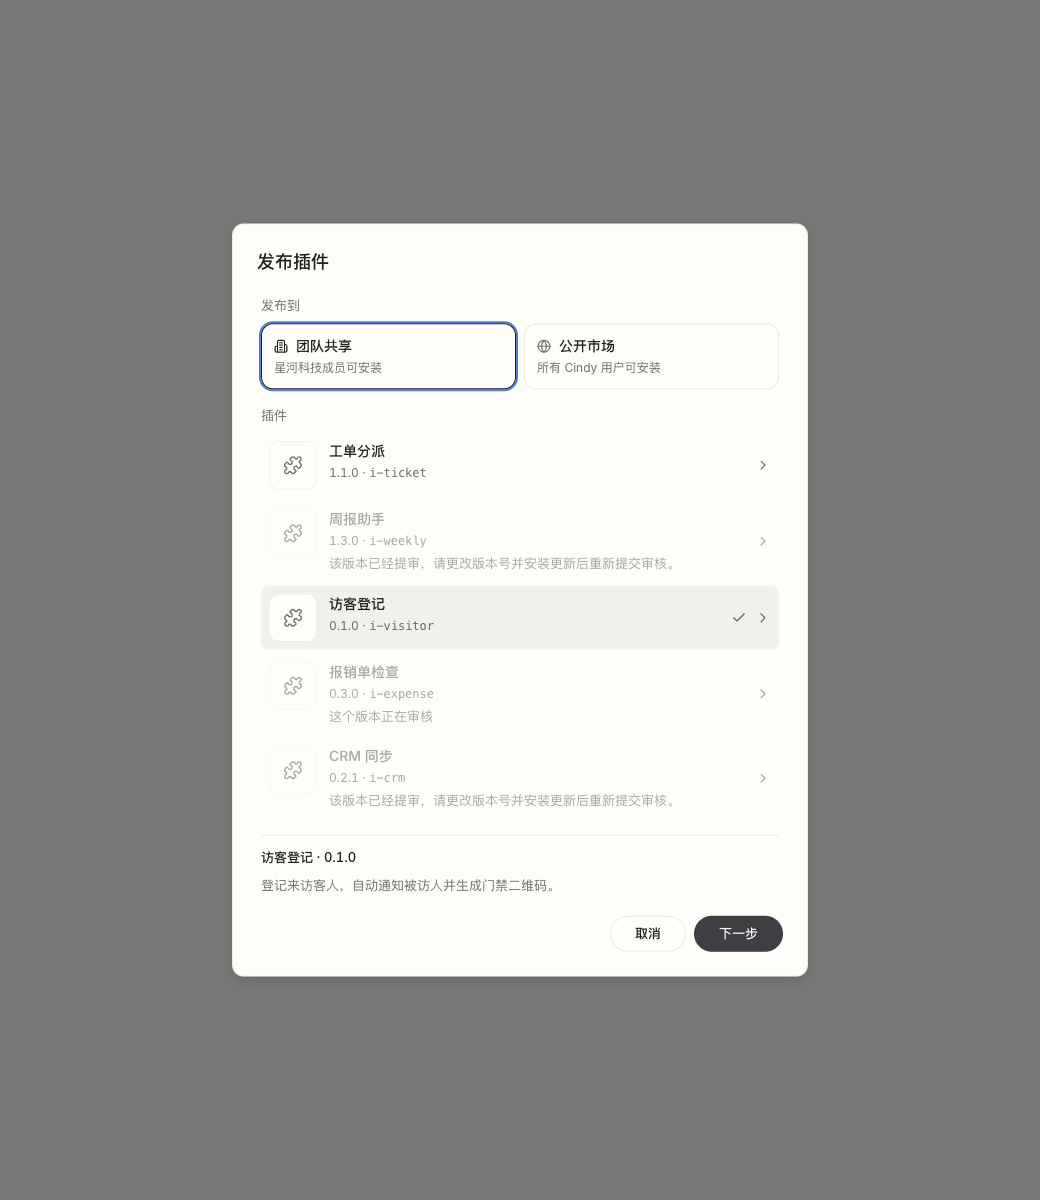 发布插件
发布到
团队共享
星河科技成员可安装
公开市场
所有 Cindy 用户可安装
插件
工单分派
1.1.0 · i-ticket
周报助手
1.3.0 · i-weekly
该版本已经提审，请更改版本号并安装更新后重新提交审核。
访客登记
0.1.0 · i-visitor
报销单检查
0.3.0 · i-expense
这个版本正在审核
CRM 同步
0.2.1 · i-crm
该版本已经提审，请更改版本号并安装更新后重新提交审核。
访客登记 · 0.1.0
登记来访客人，自动通知被访人并生成门禁二维码。
取消
下一步